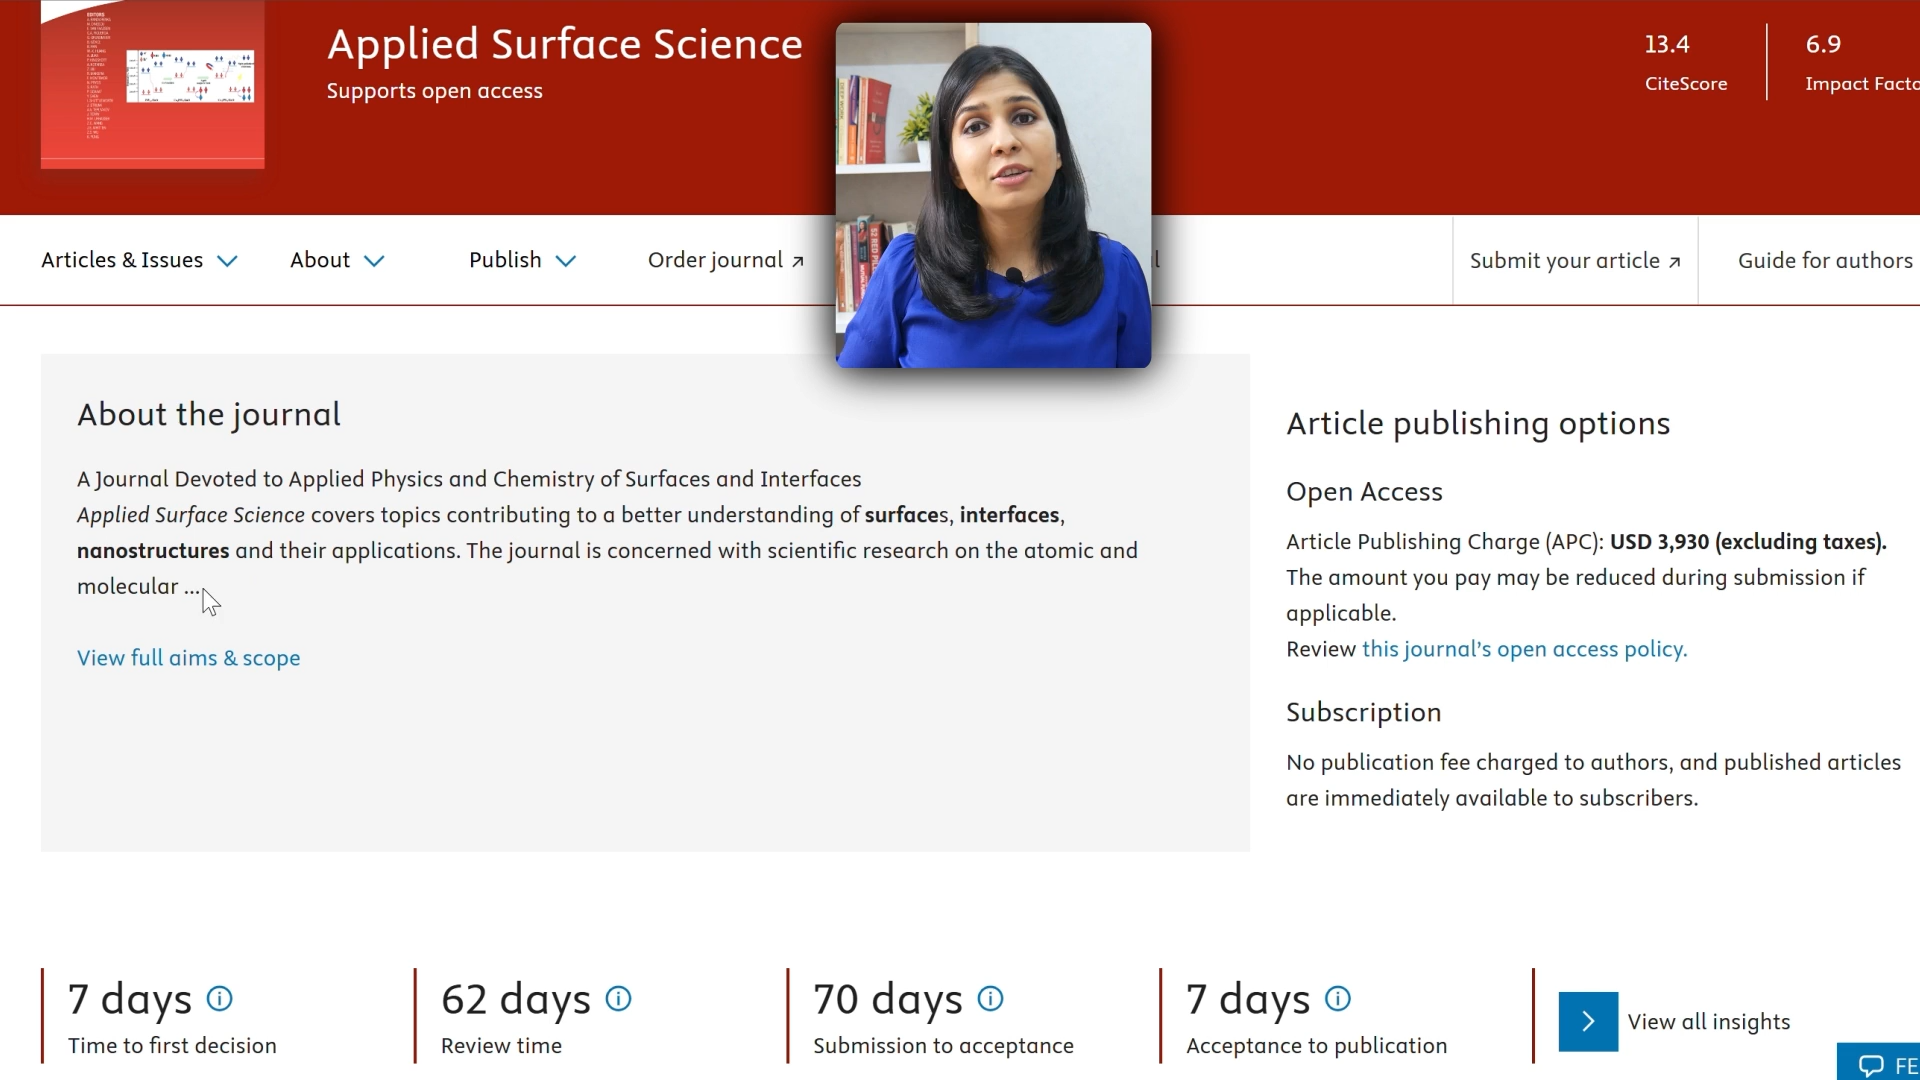 EDITORS
Applied Surface Science
Supports open access
13.4
CiteScore
6.9
Impact Facto
DEEP WORK
52 RED PILL
Articles & Issues
About
Publish
Order journal
Submit your article
Guide for authors
About the journal
A Journal Devoted to Applied Physics and Chemistry of Surfaces and Interfaces
Applied Surface Science covers topics contributing to a better understanding of surfaces, interfaces,
nanostructures and their applications. The journal is concerned with scientific research on the atomic and
molecular ...
View full aims & scope
Article publishing options
Open Access
Article Publishing Charge (APC): USD 3,930 (excluding taxes).
The amount you pay may be reduced during submission if
applicable.
Review this journal's open access policy.
Subscription
No publication fee charged to authors, and published articles
are immediately available to subscribers.
7 days
Time to first decision
62 days
Review time
70 days
Submission to acceptance
7 days
Acceptance to publication
View all insights
FE